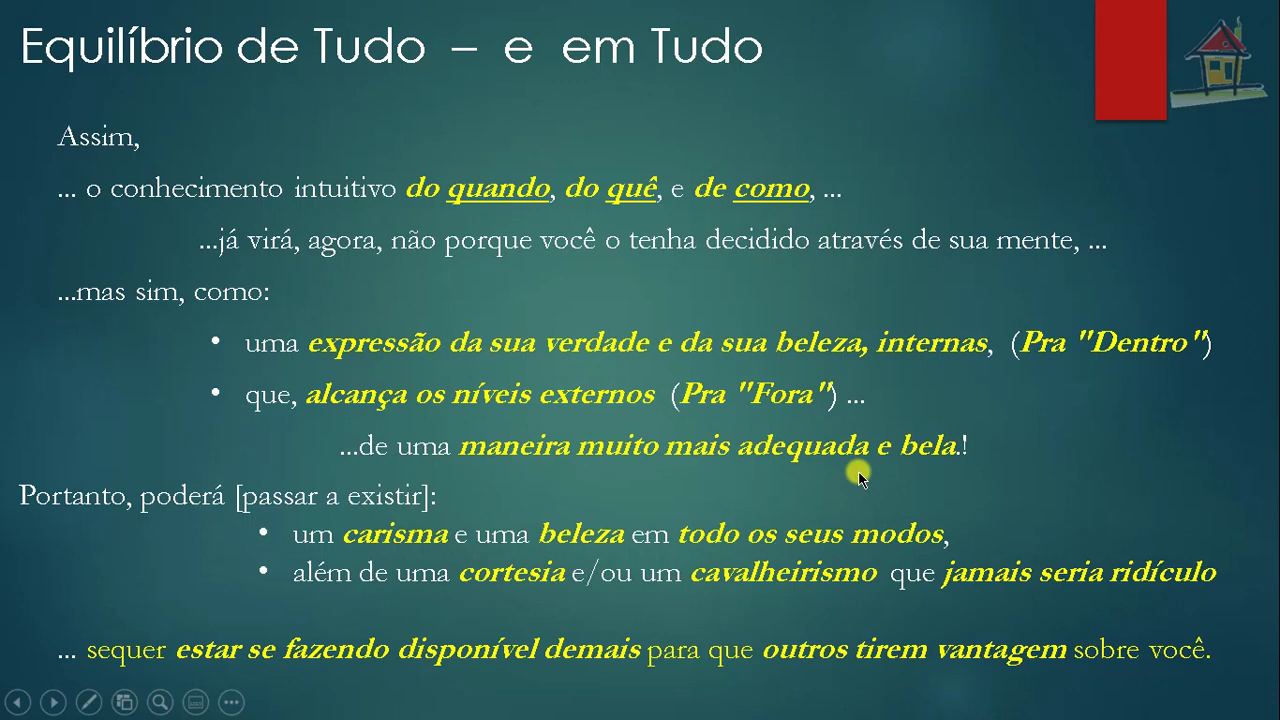 Equilíbrio de Tudo – e em Tudo
Assim,
... o conhecimento intuitivo do quando, do quê, e de como, ...
...já virá, agora, não porque você o tenha decidido através de sua mente, ...
...mas sim, como:
• uma expressão da sua verdade e da sua beleza, internas, (Pra "Dentro")
• que, alcança os níveis externos (Pra "Fora") ...
...de uma maneira muito mais adequada e bela.!
Portanto, poderá [passar a existir]:
• um carisma e uma beleza em todo os seus modos,
• além de uma cortesia e/ou um cavalheirismo que jamais seria ridículo
... sequer estar se fazendo disponível demais para que outros tirem vantagem sobre você.